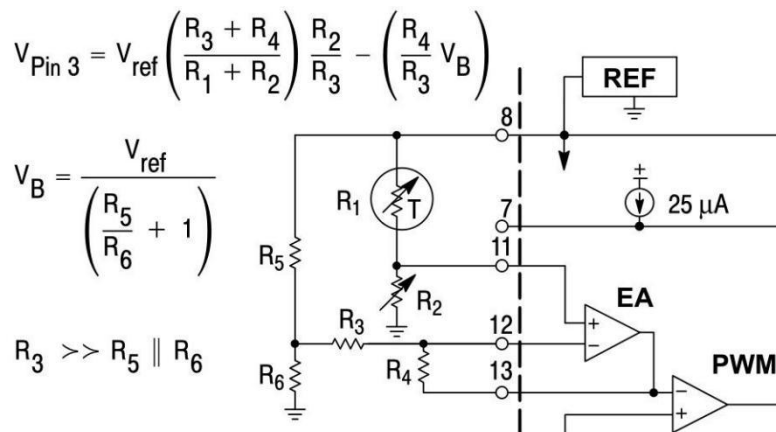 V_Pin 3 = V_ref ( (R_3 + R_4) / (R_1 + R_2) ) R_2 / R_3 − ( R_4 / R_3 V_B )
REF
8
V_B = V_ref / ( R_5 / R_6 + 1 )
R_1
T
7
25 μA
11
R_5
R_2
EA
+
−
R_3
12
R_3 >> R_5 || R_6
R_6
R_4
13
PWM
−
+